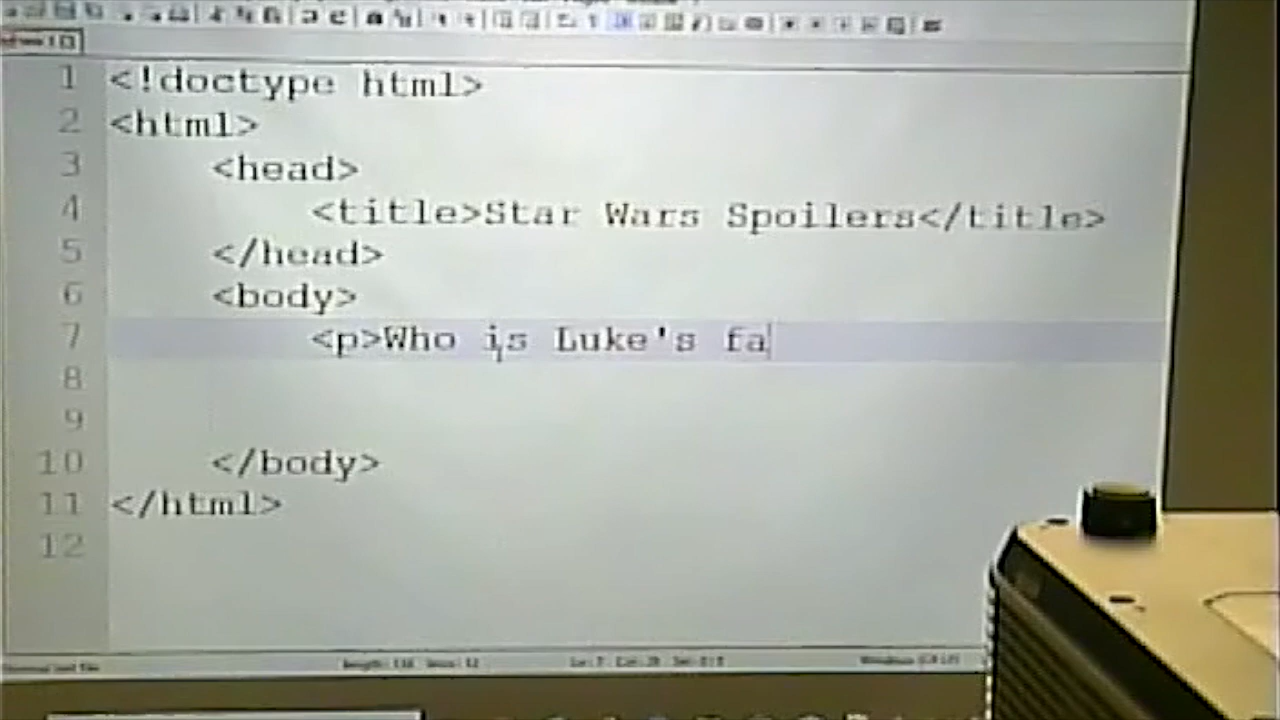 1 <!doctype html>
2 <html>
3 <head>
4 <title>Star Wars Spoilers</title>
5 </head>
6 <body>
7 <p>Who is Luke's fa
8
9
10 </body>
11 </html>
12